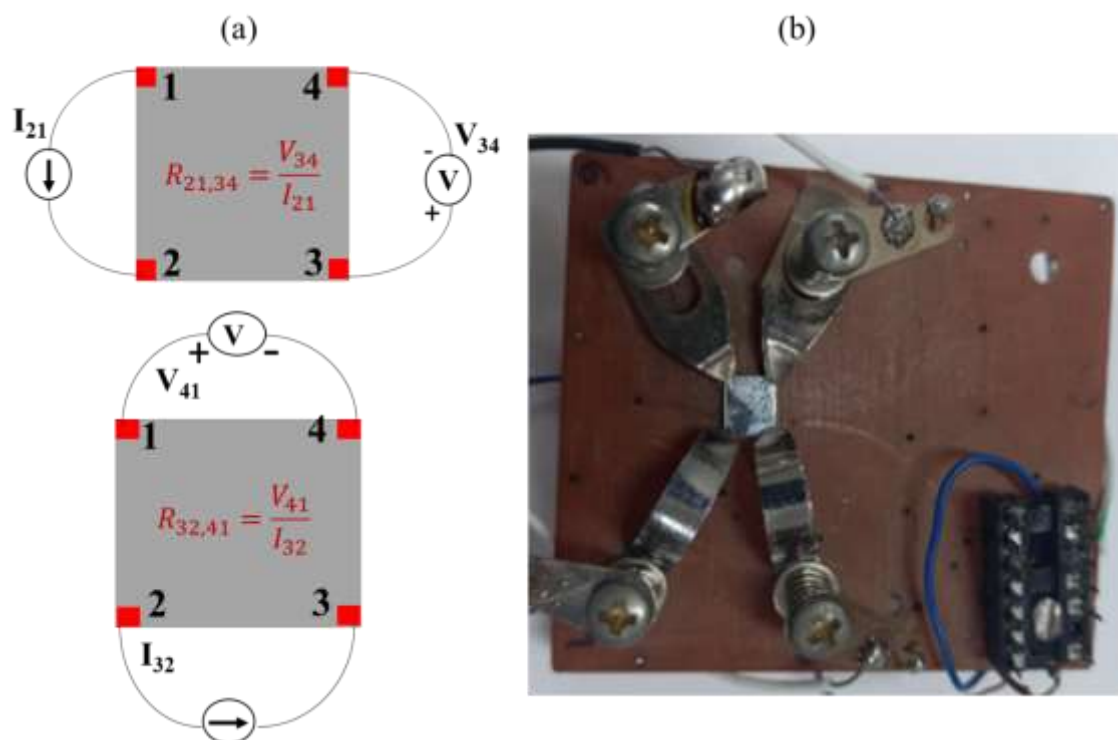 (a)
(b)
1 4
I₂₁
V₃₄
-
V
+
R₂₁,₃₄ = V₃₄ / I₂₁
2 3
V
+ -
V₄₁
1 4
R₃₂,₄₁ = V₄₁ / I₃₂
2 3
I₃₂